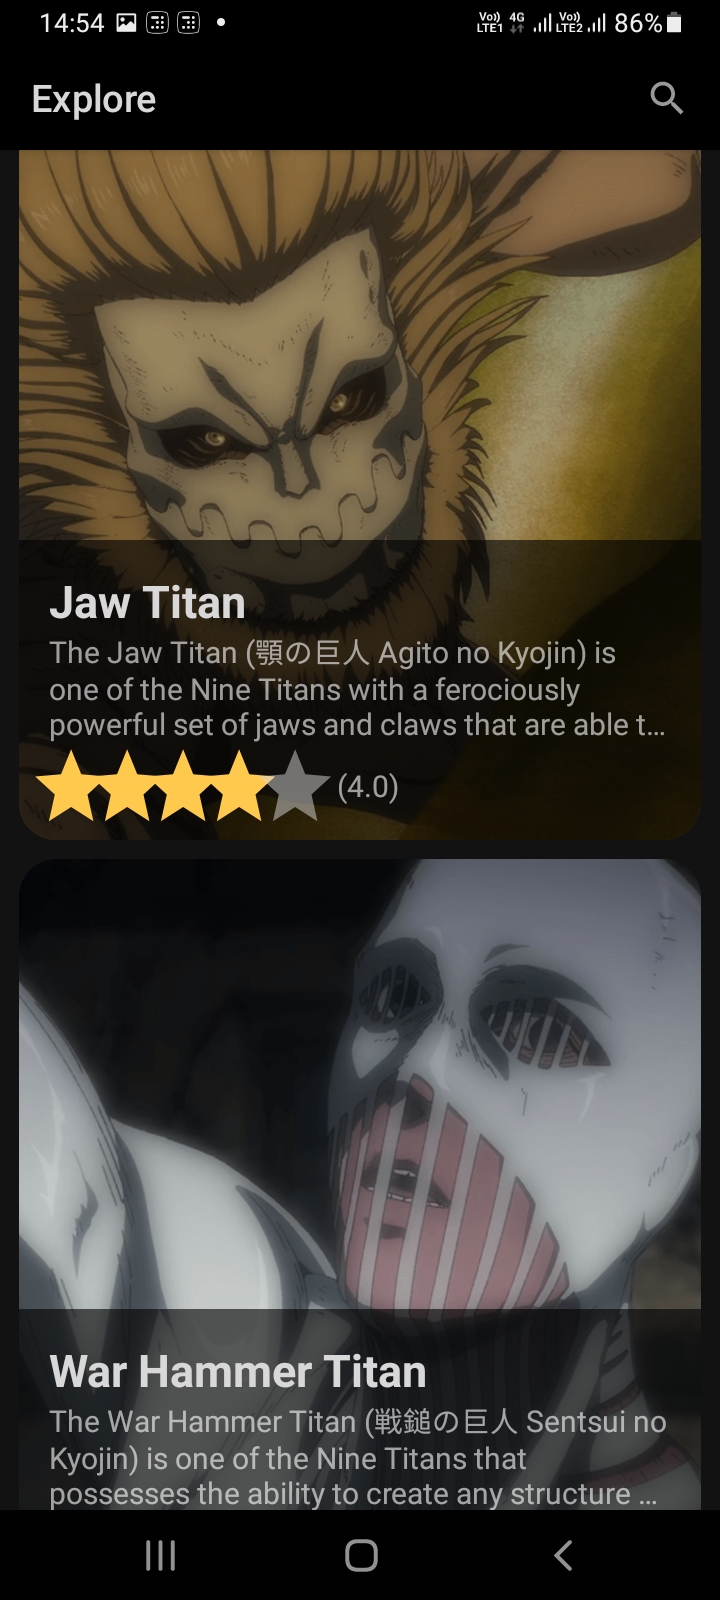 14:54 Vo)) LTE1 4G Vo)) LTE2 86%
Explore
Jaw Titan
The Jaw Titan (顎の巨人 Agito no Kyojin) is
one of the Nine Titans with a ferociously
powerful set of jaws and claws that are able t…
(4.0)
War Hammer Titan
The War Hammer Titan (戦鎚の巨人 Sentsui no
Kyojin) is one of the Nine Titans that
possesses the ability to create any structure …